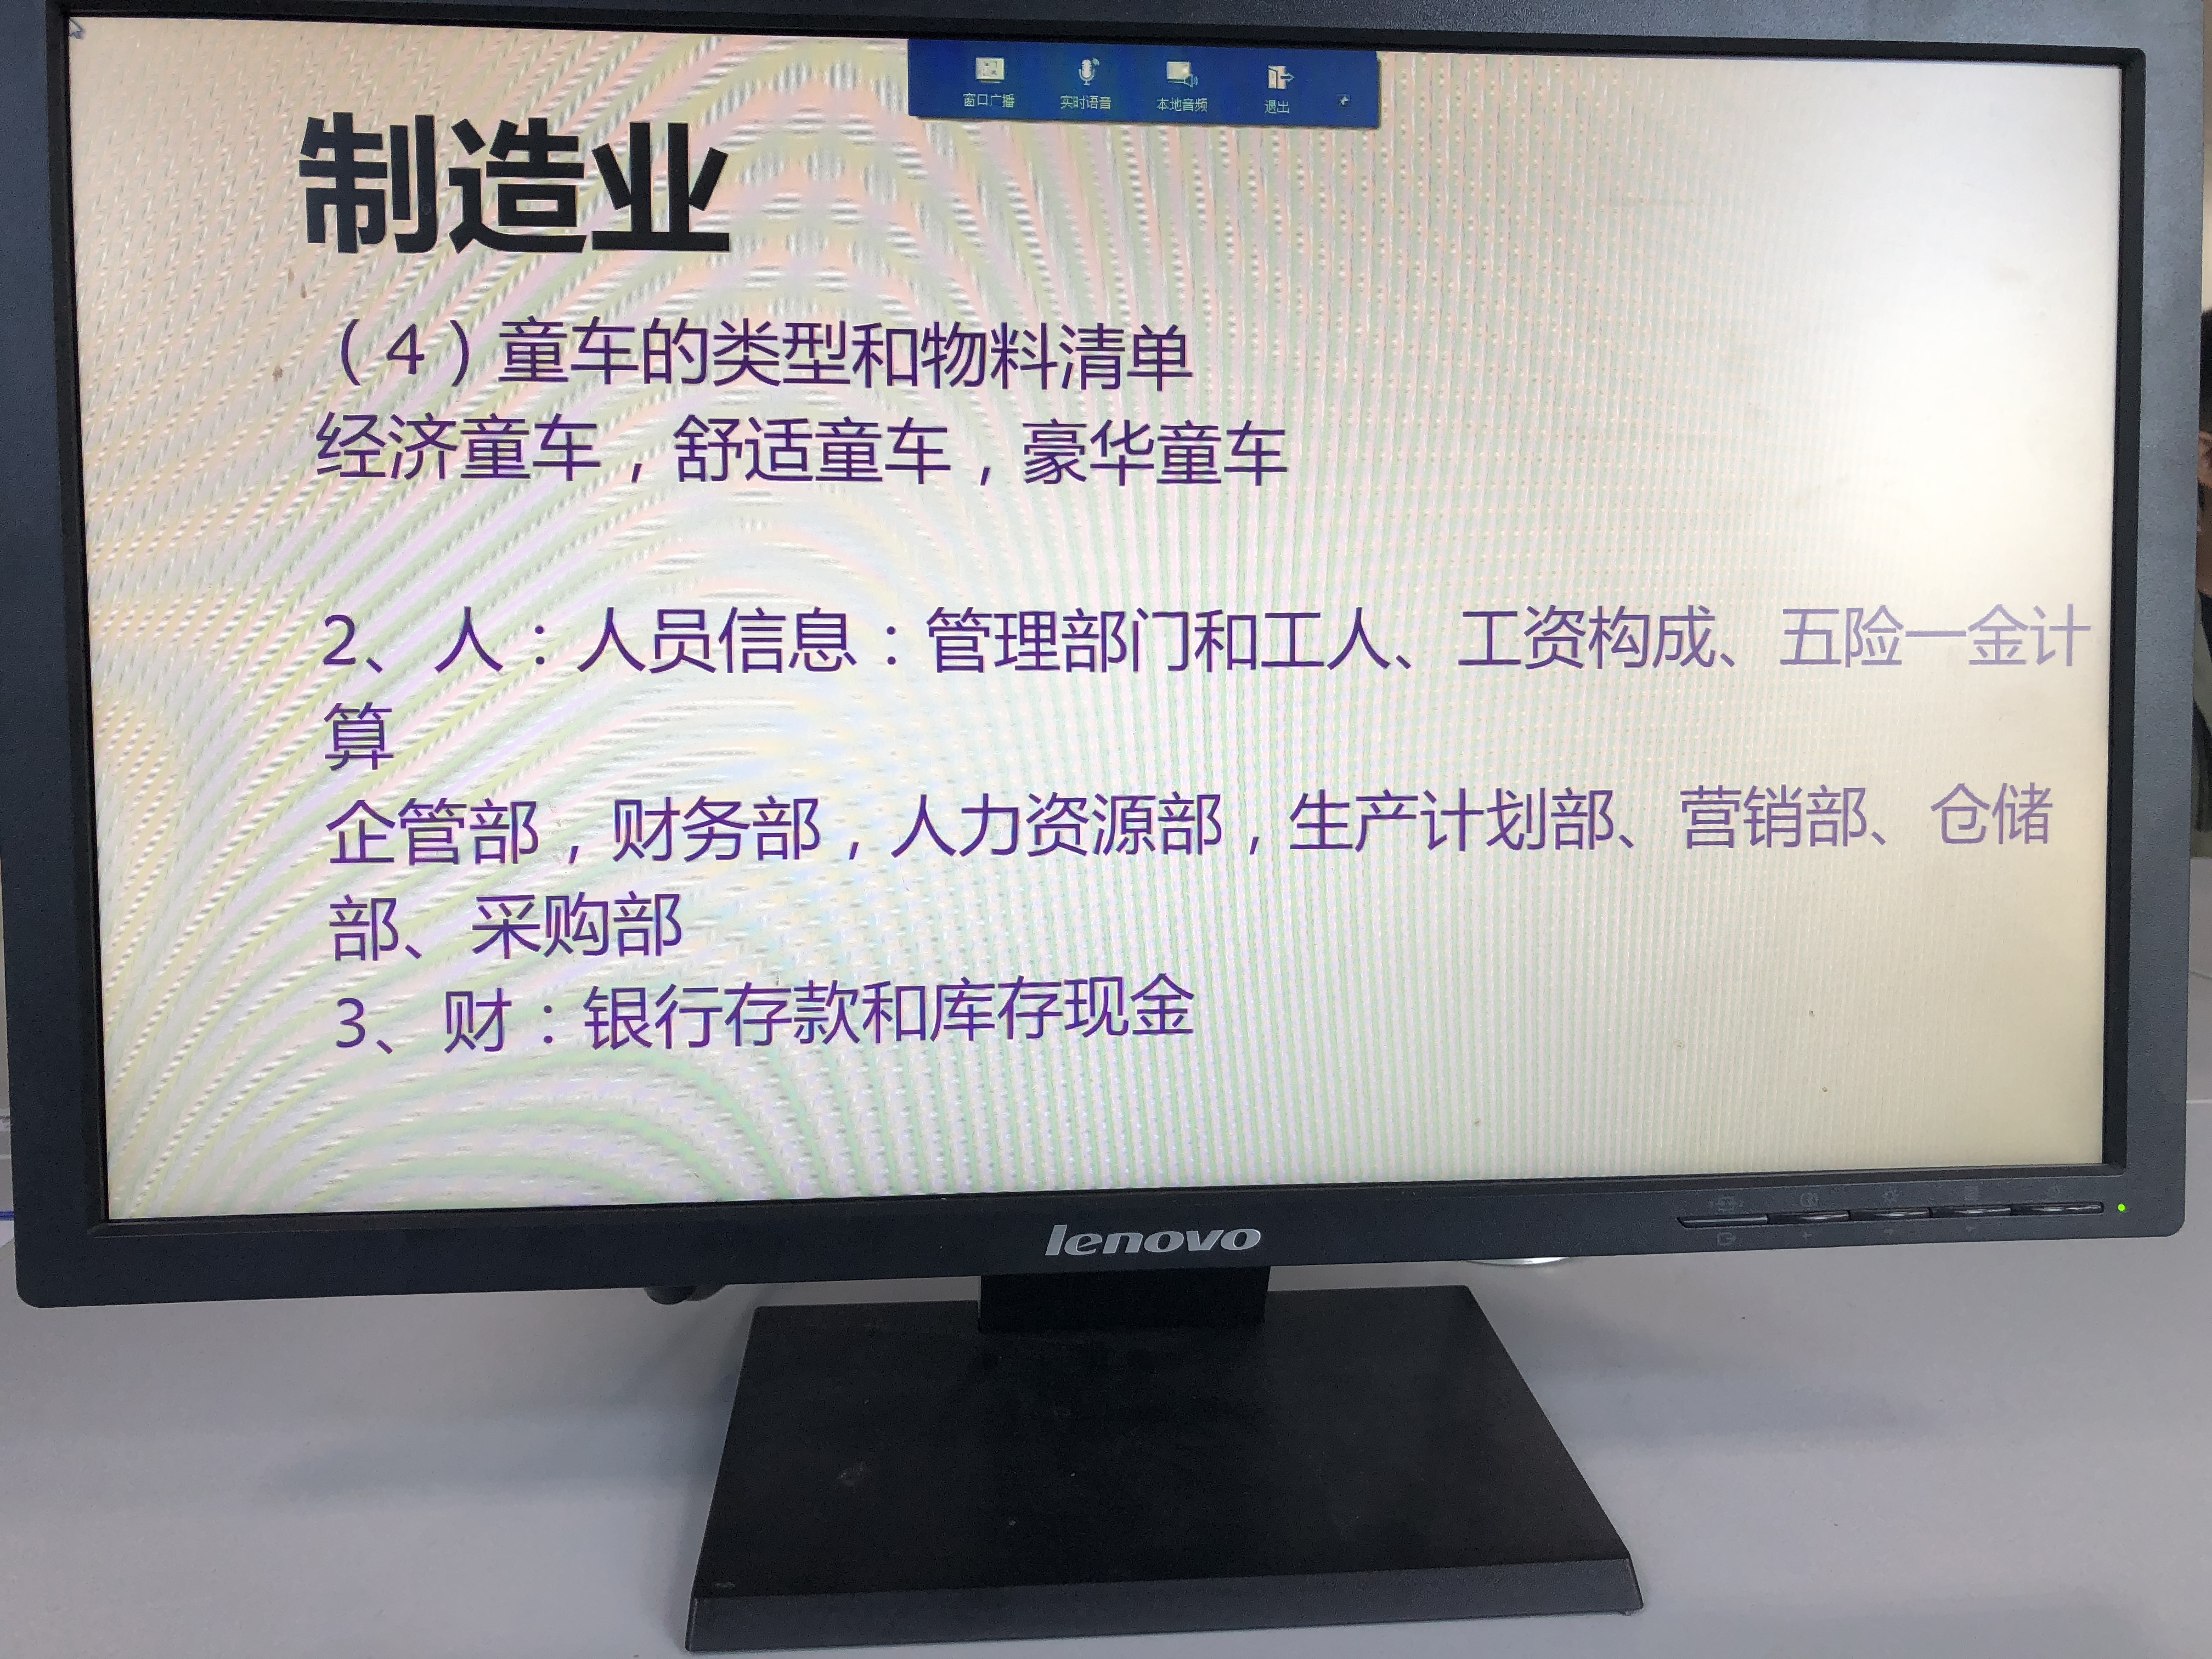 窗口广播 实时语音 本地音频 退出
制造业
（4）童车的类型和物料清单
经济童车，舒适童车，豪华童车
2、人：人员信息：管理部门和工人、工资构成、五险一金计
算
企管部，财务部，人力资源部，生产计划部、营销部、仓储
部、采购部
3、财：银行存款和库存现金
lenovo